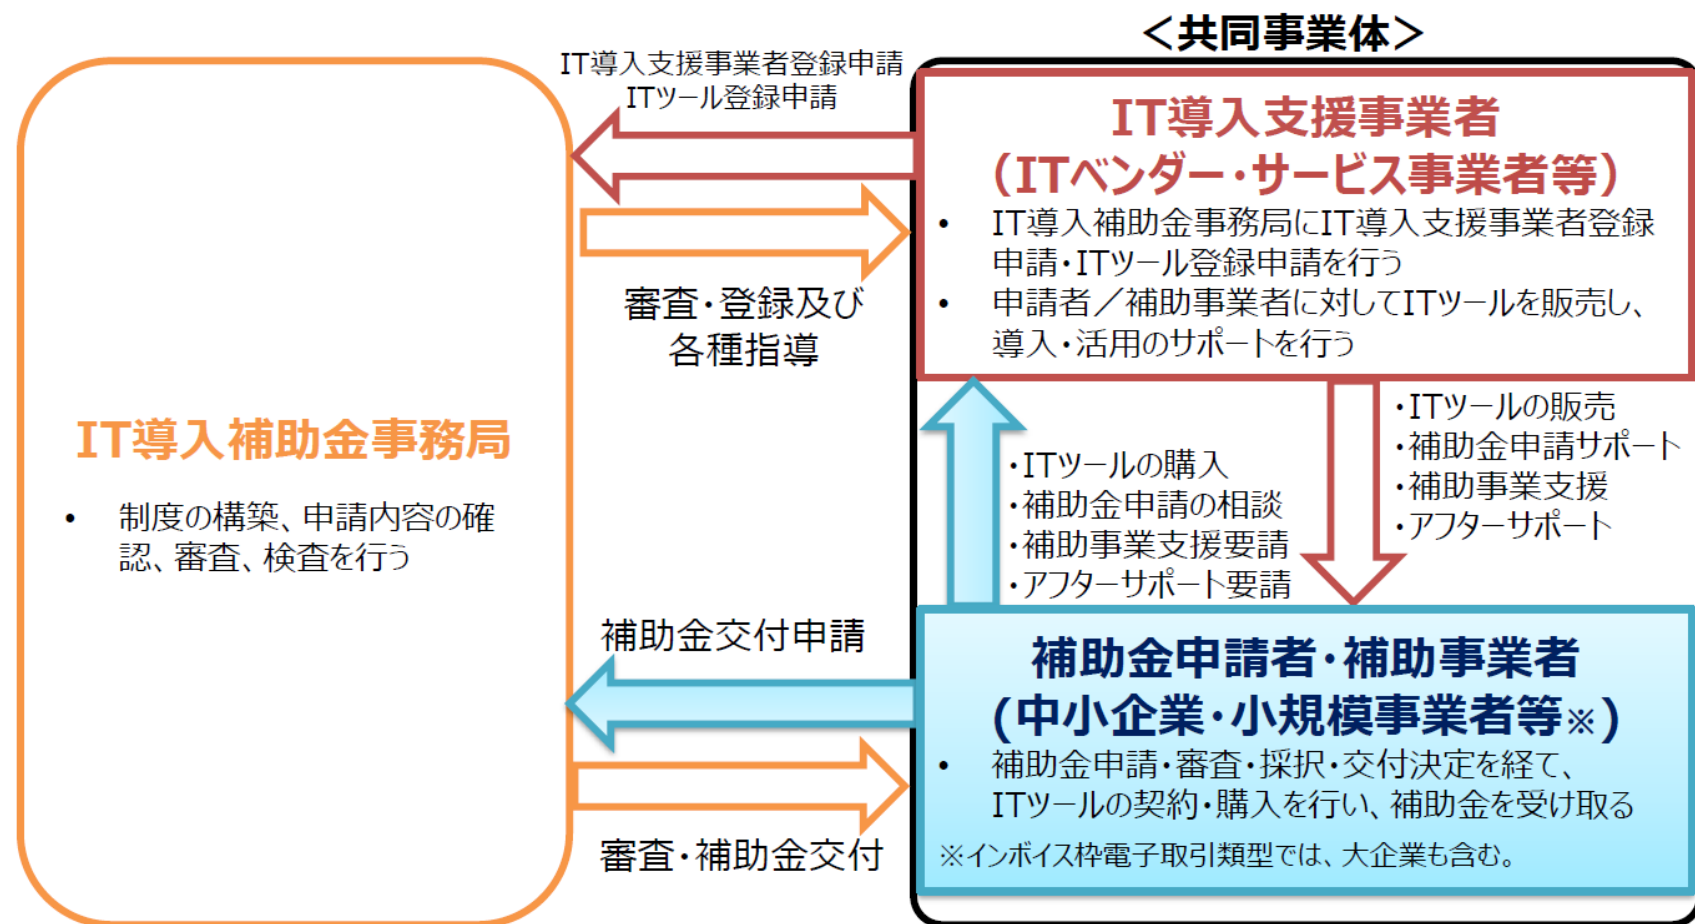 <共同事業体>
IT導入支援事業者登録申請
ITツール登録申請
審査・登録及び
各種指導
IT導入支援事業者
(ITベンダー・サービス事業者等)
• IT導入補助金事務局にIT導入支援事業者登録
申請・ITツール登録申請を行う
• 申請者／補助事業者に対してITツールを販売し、
導入・活用のサポートを行う
IT導入補助金事務局
• 制度の構築、申請内容の確
認、審査、検査を行う
・ITツールの購入
・補助金申請の相談
・補助事業支援要請
・アフターサポート要請
・ITツールの販売
・補助金申請サポート
・補助事業支援
・アフターサポート
補助金交付申請
審査・補助金交付
補助金申請者・補助事業者
(中小企業・小規模事業者等※)
• 補助金申請・審査・採択・交付決定を経て、
ITツールの契約・購入を行い、補助金を受け取る
※インボイス枠電子取引類型では、大企業も含む。